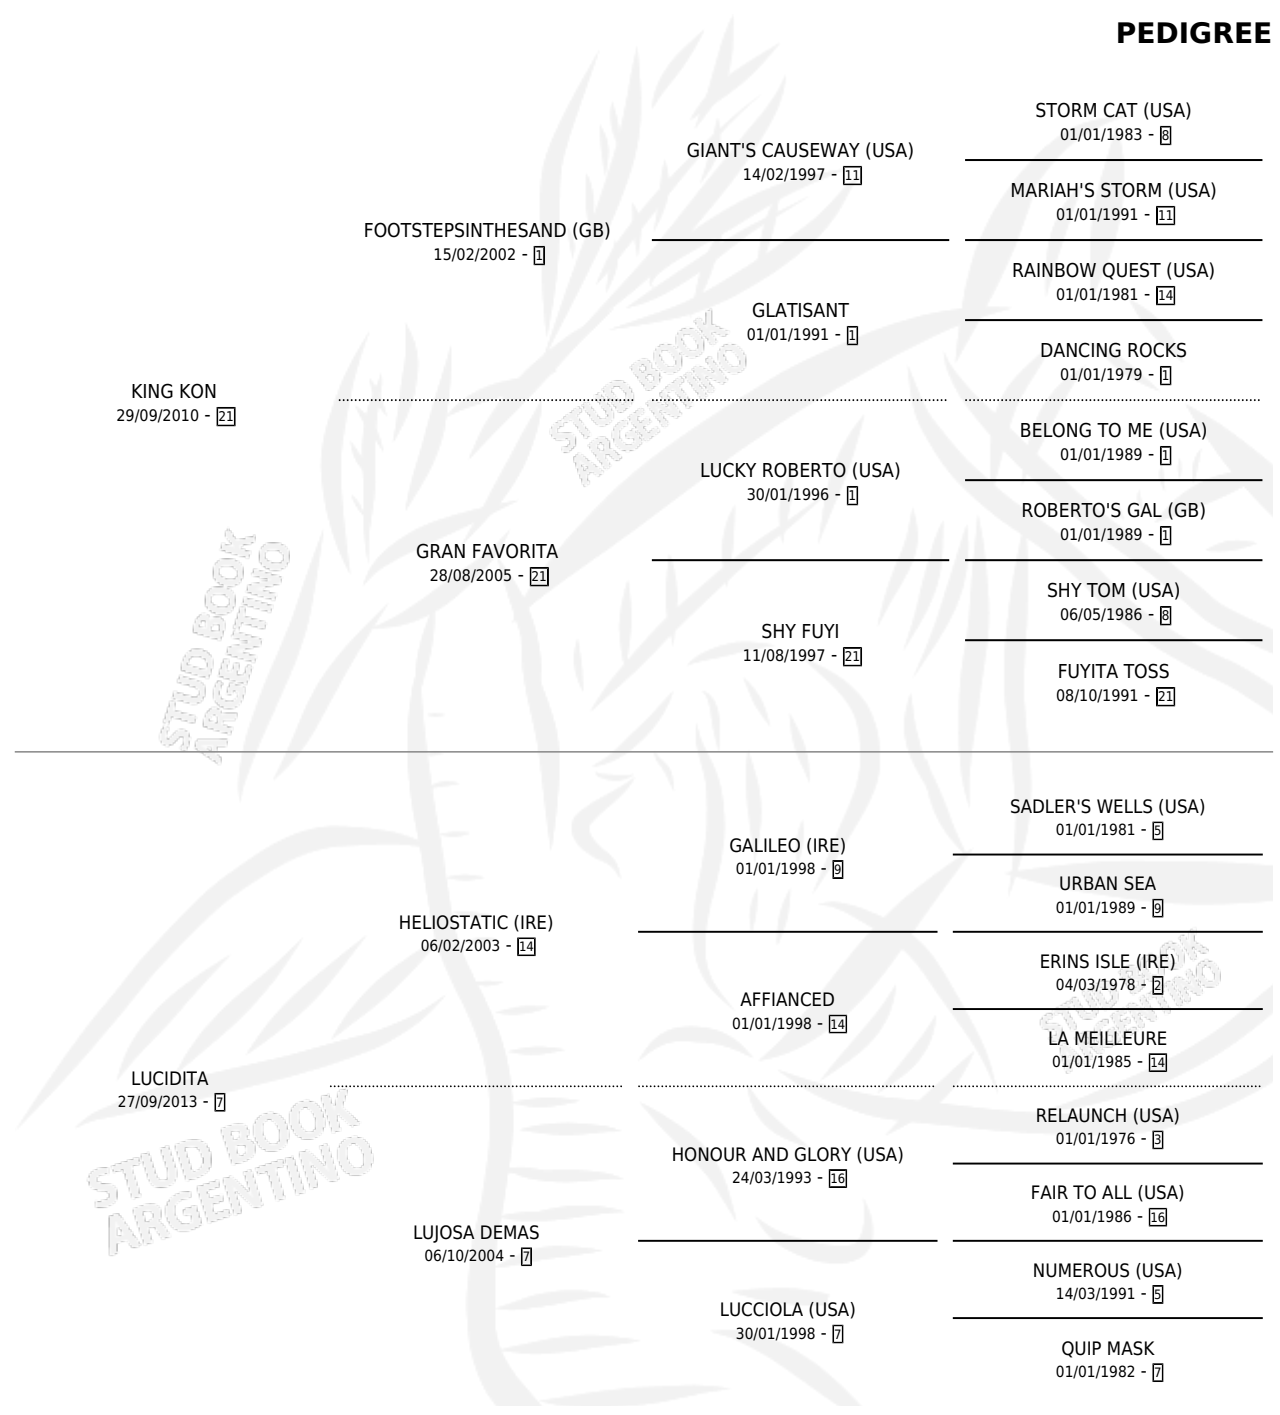 PEDIGREE
STORM CAT (USA)
01/01/1983 - 8
GIANT'S CAUSEWAY (USA)
14/02/1997 - 11
MARIAH'S STORM (USA)
01/01/1991 - 11
FOOTSTEPSINTHESAND (GB)
15/02/2002 - 1
RAINBOW QUEST (USA)
01/01/1981 - 14
GLATISANT
01/01/1991 - 1
DANCING ROCKS
01/01/1979 - 1
KING KON
29/09/2010 - 21
BELONG TO ME (USA)
01/01/1989 - 1
LUCKY ROBERTO (USA)
30/01/1996 - 1
ROBERTO'S GAL (GB)
01/01/1989 - 1
GRAN FAVORITA
28/08/2005 - 21
SHY TOM (USA)
06/05/1986 - 8
SHY FUYI
11/08/1997 - 21
FUYITA TOSS
08/10/1991 - 21
SADLER'S WELLS (USA)
01/01/1981 - 5
GALILEO (IRE)
01/01/1998 - 9
URBAN SEA
01/01/1989 - 9
HELIOSTATIC (IRE)
06/02/2003 - 14
ERINS ISLE (IRE)
04/03/1978 - 2
AFFIANCED
01/01/1998 - 14
LA MEILLEURE
01/01/1985 - 14
LUCIDITA
27/09/2013 - 7
RELAUNCH (USA)
01/01/1976 - 3
HONOUR AND GLORY (USA)
24/03/1993 - 16
FAIR TO ALL (USA)
01/01/1986 - 16
LUJOSA DEMAS
06/10/2004 - 7
NUMEROUS (USA)
14/03/1991 - 5
LUCCIOLA (USA)
30/01/1998 - 7
QUIP MASK
01/01/1982 - 7
STUD BOOK
ARGENTINO
STUD BOOK
ARGENTINO
STUD BOOK
ARGENTINO
STUD BOOK
ARGENTINO